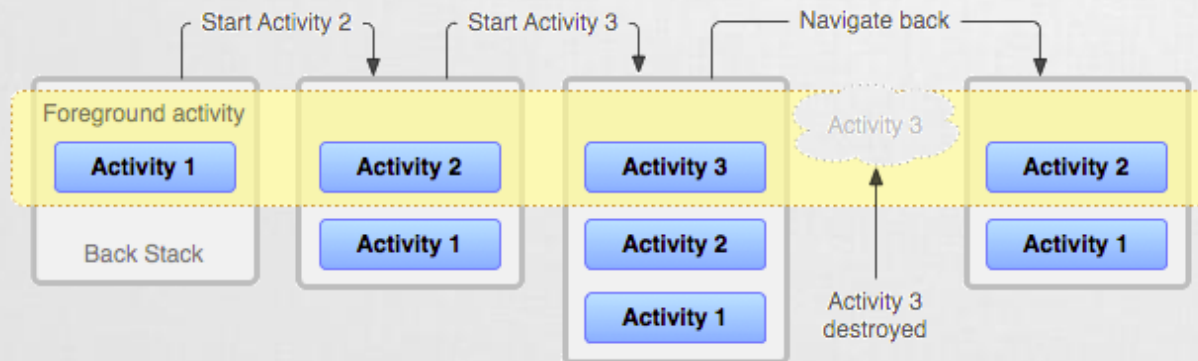 Start Activity 2
Start Activity 3
Navigate back
Foreground activity
Activity 1
Back Stack
Activity 2
Activity 1
Activity 3
Activity 2
Activity 1
Activity 3
Activity 3
destroyed
Activity 2
Activity 1